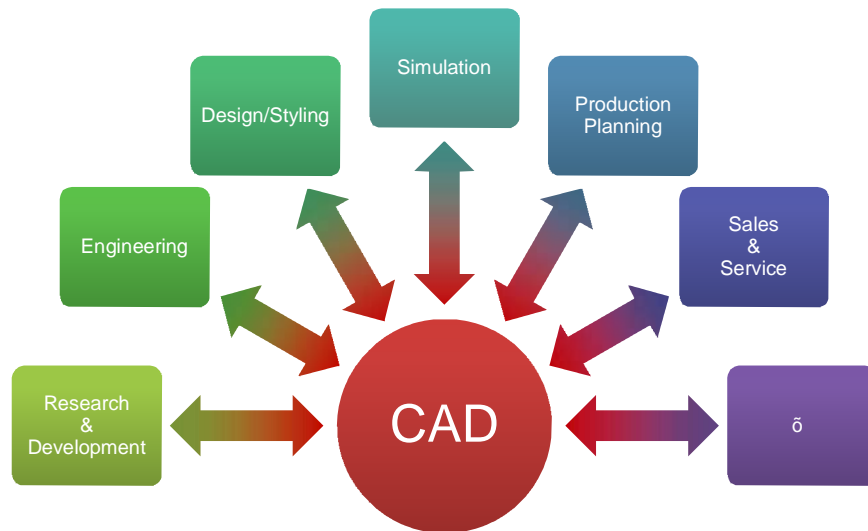 Simulation
Design/Styling
Production
Planning
Engineering
Sales
&
Service
Research
&
Development
CAD
õ